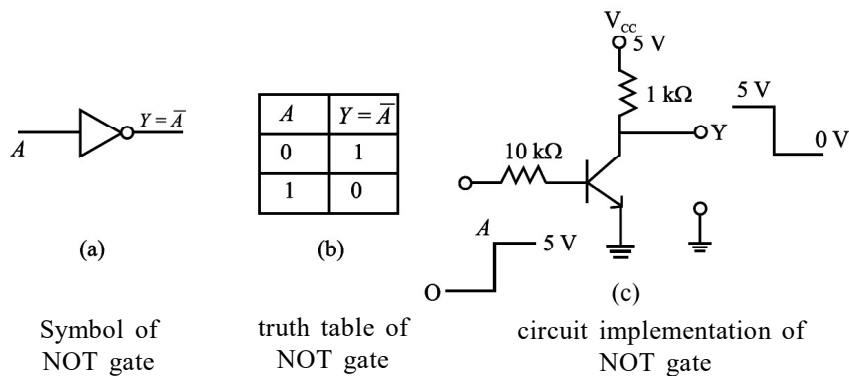 A
Y = A̅
(a)
Symbol of
NOT gate
A Y = A̅
0 1
1 0
(b)
truth table of
NOT gate
V_CC
5 V
1 kΩ
Y
10 kΩ
A
5 V
O
5 V
0 V
(c)
circuit implementation of
NOT gate